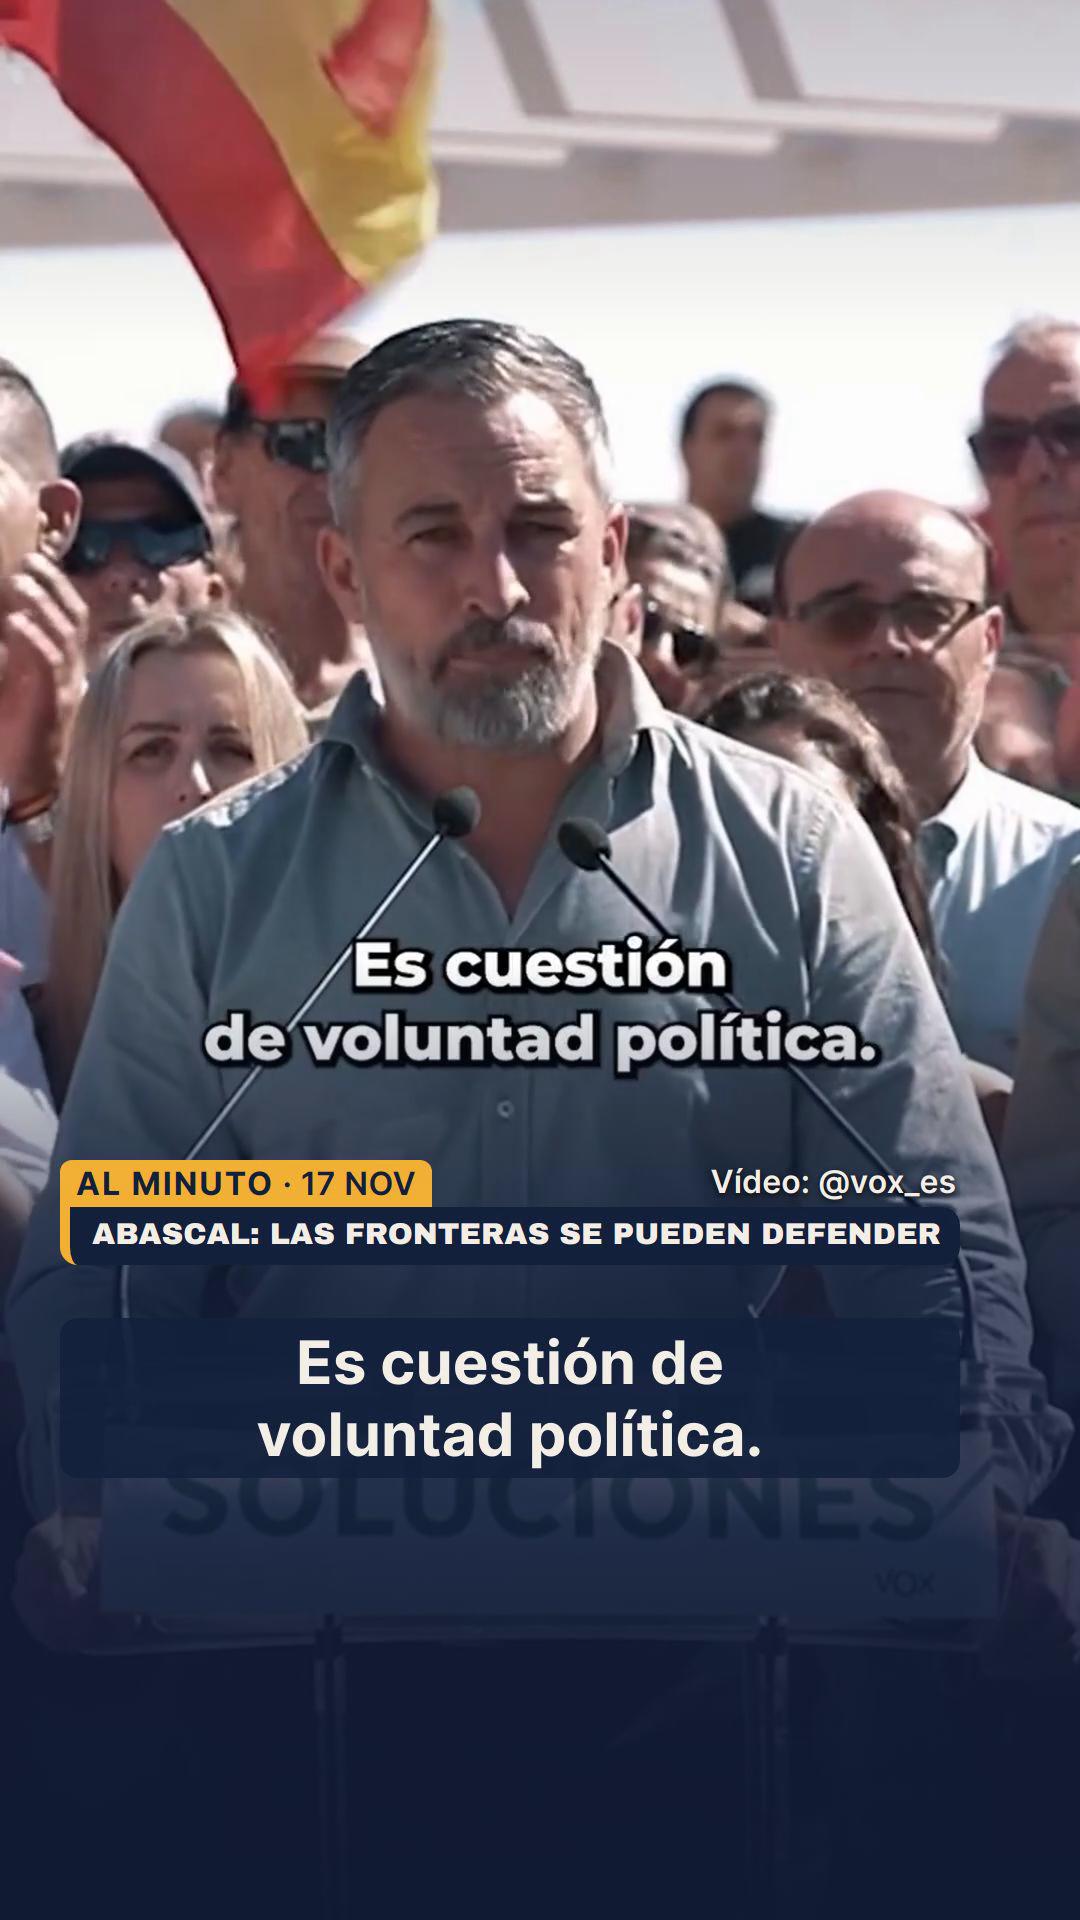 Es cuestión
de voluntad política.
AL MINUTO · 17 NOV
Vídeo: @vox_es
ABASCAL: LAS FRONTERAS SE PUEDEN DEFENDER
Es cuestión de
voluntad política.
SOLUCIONES
VOX